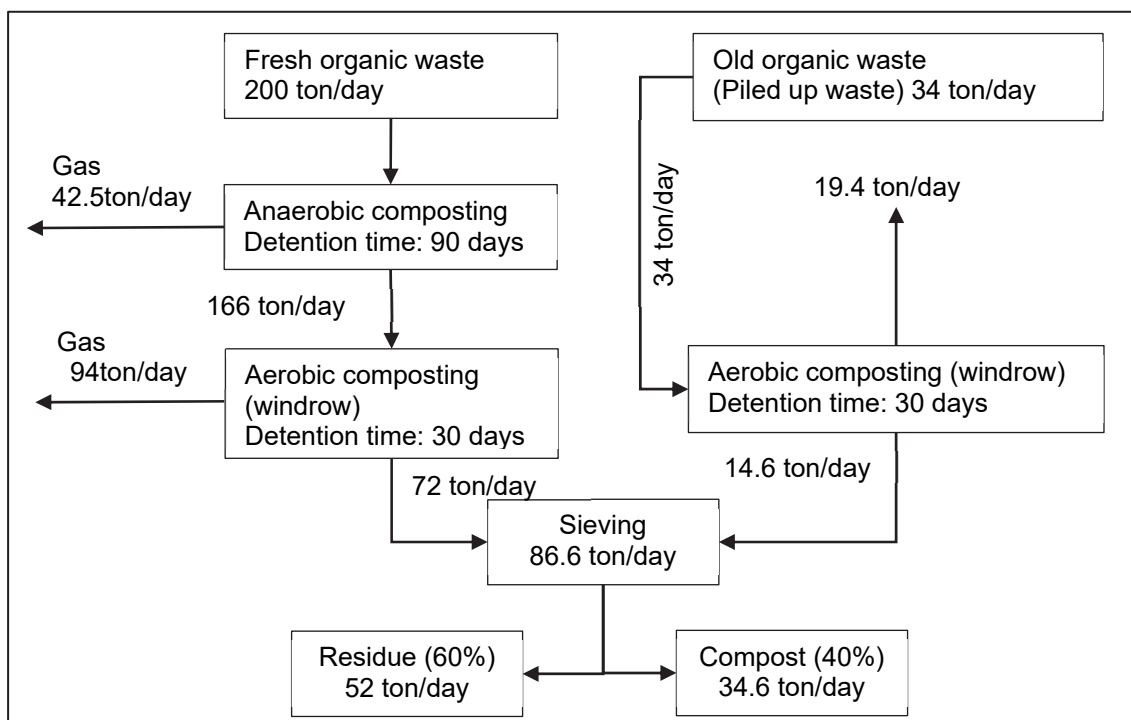 Fresh organic waste
200 ton/day
Old organic waste
(Piled up waste) 34 ton/day
Gas
42.5ton/day
Anaerobic composting
Detention time: 90 days
34 ton/day
19.4 ton/day
166 ton/day
Gas
94ton/day
Aerobic composting
(windrow)
Detention time: 30 days
Aerobic composting (windrow)
Detention time: 30 days
72 ton/day
14.6 ton/day
Sieving
86.6 ton/day
Residue (60%)
52 ton/day
Compost (40%)
34.6 ton/day